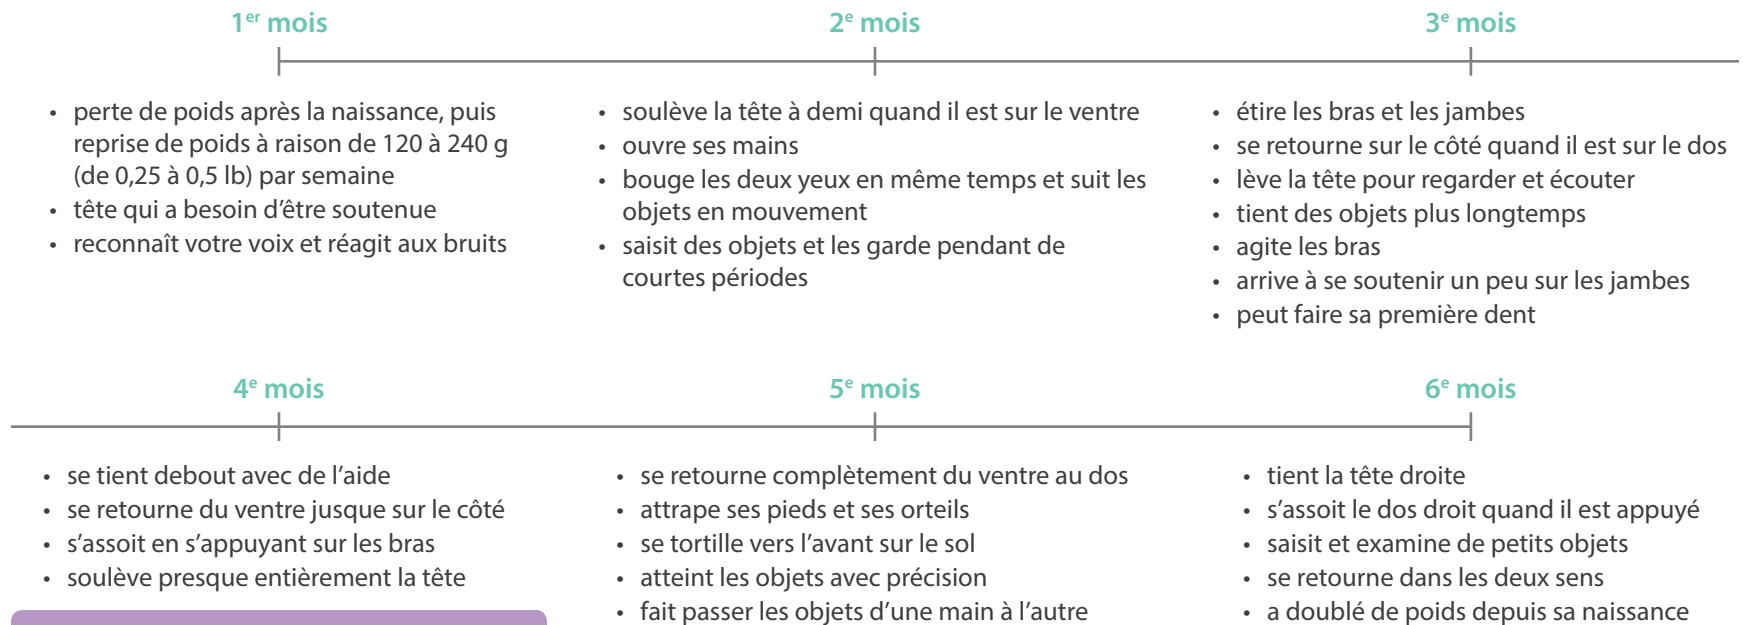 1er mois
2e mois
3e mois
• perte de poids après la naissance, puis
reprise de poids à raison de 120 à 240 g
(de 0,25 à 0,5 lb) par semaine
• tête qui a besoin d’être soutenue
• reconnaît votre voix et réagit aux bruits
• soulève la tête à demi quand il est sur le ventre
• ouvre ses mains
• bouge les deux yeux en même temps et suit les
objets en mouvement
• saisit des objets et les garde pendant de
courtes périodes
• étire les bras et les jambes
• se retourne sur le côté quand il est sur le dos
• lève la tête pour regarder et écouter
• tient des objets plus longtemps
• agite les bras
• arrive à se soutenir un peu sur les jambes
• peut faire sa première dent
4e mois
5e mois
6e mois
• se tient debout avec de l’aide
• se retourne du ventre jusque sur le côté
• s’assoit en s’appuyant sur les bras
• soulève presque entièrement la tête
• se retourne complètement du ventre au dos
• attrape ses pieds et ses orteils
• se tortille vers l’avant sur le sol
• atteint les objets avec précision
• fait passer les objets d’une main à l’autre
• tient la tête droite
• s’assoit le dos droit quand il est appuyé
• saisit et examine de petits objets
• se retourne dans les deux sens
• a doublé de poids depuis sa naissance